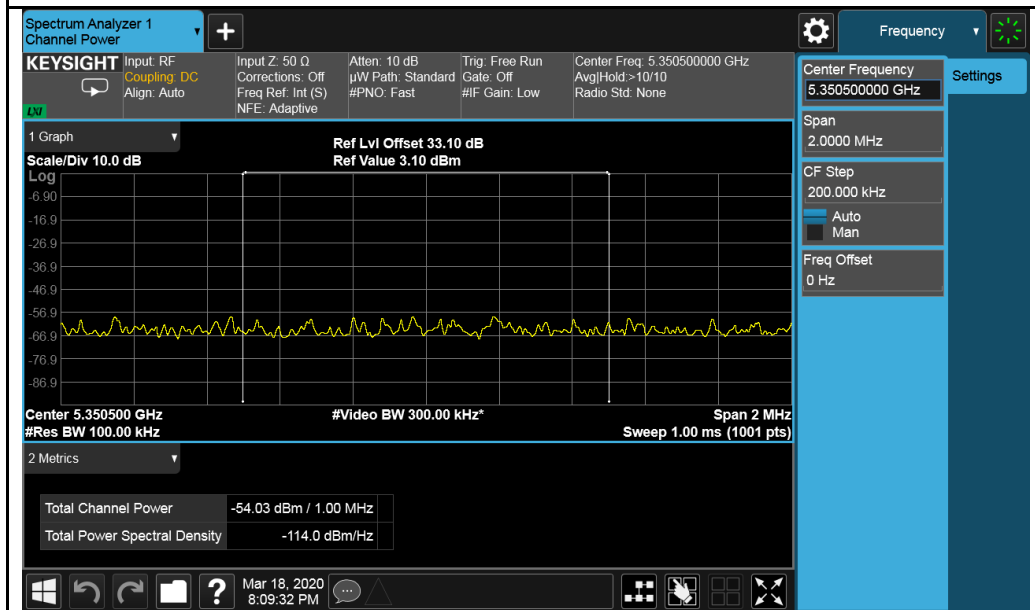 Spectrum Analyzer 1
Channel Power
+
Frequency
KEYSIGHT
LXI
Input: RF
Coupling: DC
Align: Auto
Input Z: 50 Ω
Corrections: Off
Freq Ref: Int (S)
NFE: Adaptive
Atten: 10 dB
µW Path: Standard
#PNO: Fast
Trig: Free Run
Gate: Off
#IF Gain: Low
Center Freq: 5.350500000 GHz
Avg|Hold:>10/10
Radio Std: None
1 Graph
Scale/Div 10.0 dB
Ref Lvl Offset 33.10 dB
Ref Value 3.10 dBm
Log
-6.90
-16.9
-26.9
-36.9
-46.9
-56.9
-66.9
-76.9
-86.9
Center 5.350500 GHz
#Video BW 300.00 kHz*
Span 2 MHz
#Res BW 100.00 kHz
Sweep 1.00 ms (1001 pts)
2 Metrics
Total Channel Power -54.03 dBm / 1.00 MHz
Total Power Spectral Density -114.0 dBm/Hz
?
Mar 18, 2020
8:09:32 PM
Center Frequency
5.350500000 GHz
Span
2.0000 MHz
CF Step
200.000 kHz
Auto
Man
Freq Offset
0 Hz
Settings